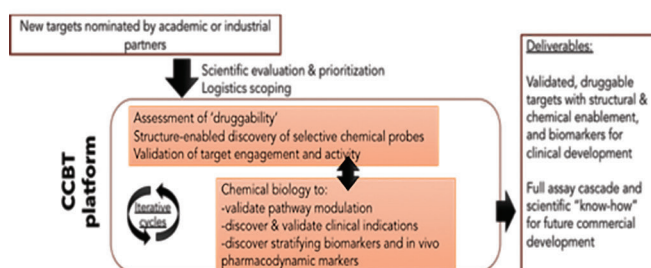 New targets nominated by academic or industrial
partners
Scientific evaluation & prioritization
Logistics scoping
CCBT
platform
Assessment of 'druggability'
Structure-enabled discovery of selective chemical probes
Validation of target engagement and activity
Iterative
cycles
Chemical biology to:
-validate pathway modulation
-discover & validate clinical indications
-discover stratifying biomarkers and in vivo
pharmacodynamic markers
Deliverables:
Validated, druggable
targets with structural &
chemical enablement,
and biomarkers for
clinical development
Full assay cascade and
scientific "know-how"
for future commercial
development